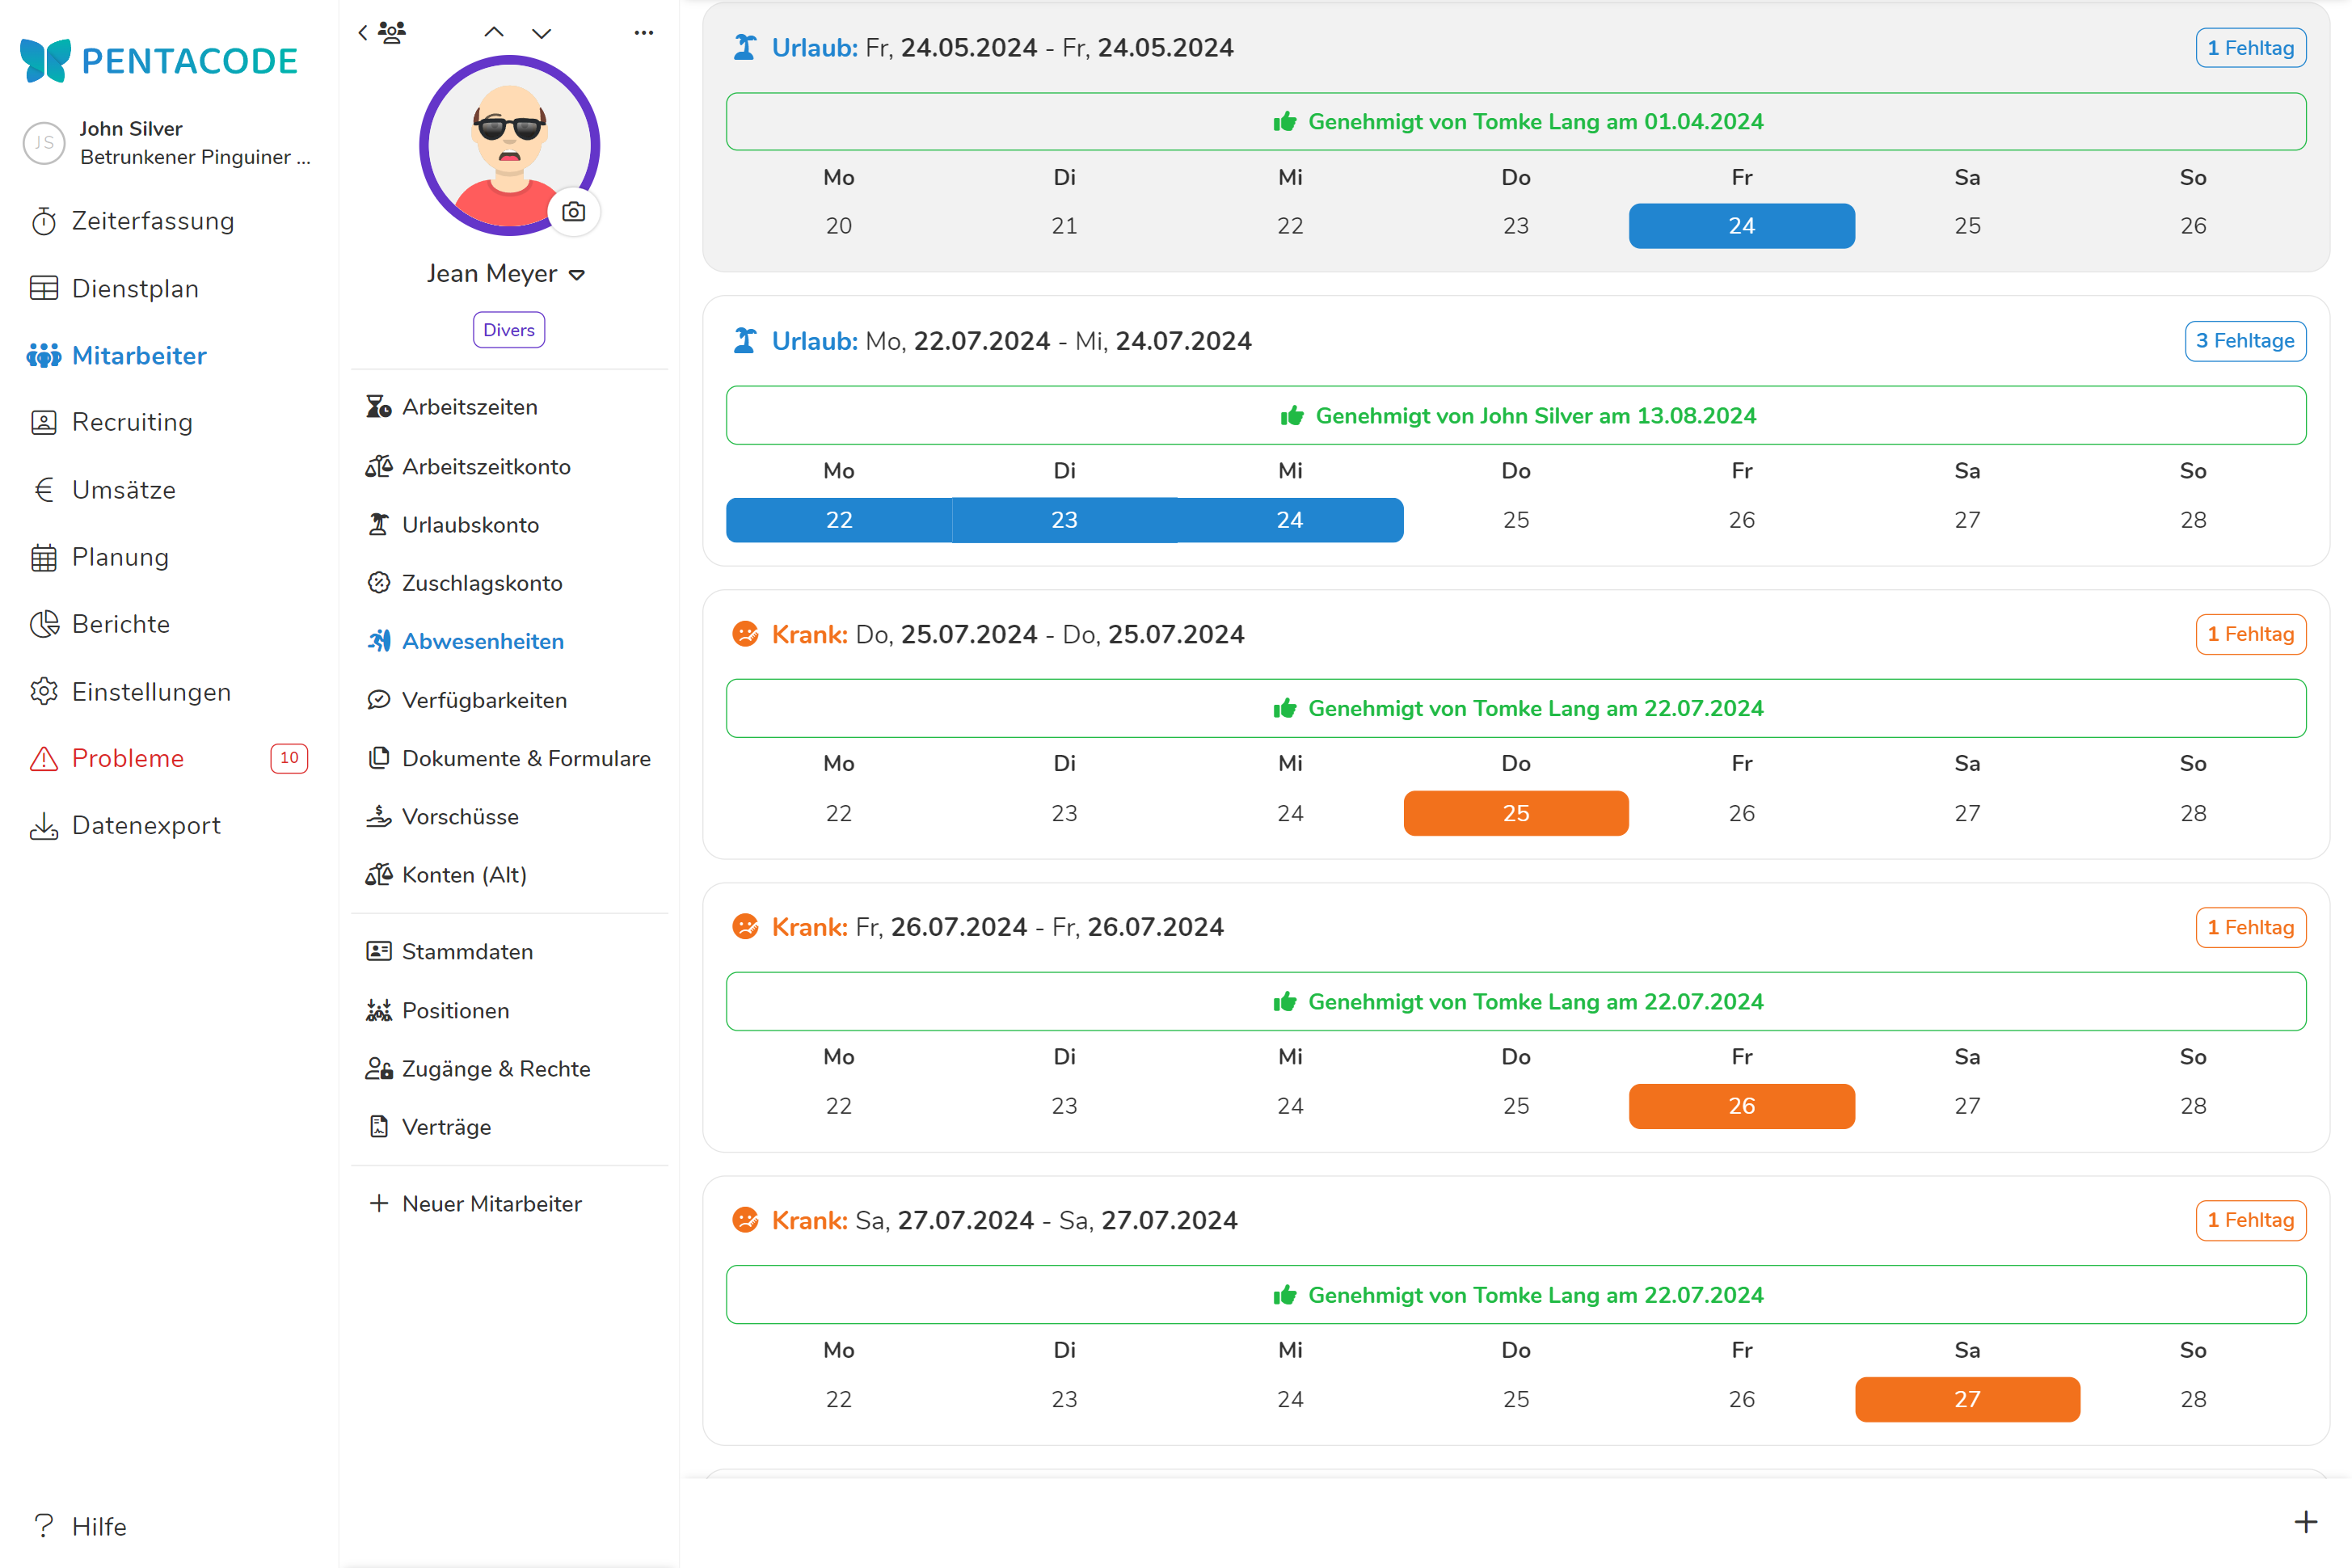 PENTACODE
JS
John Silver
Betrunkener Pinguiner ...
Zeiterfassung
Dienstplan
Mitarbeiter
Recruiting
Umsätze
Planung
Berichte
Einstellungen
Probleme 10
Datenexport
Hilfe
Jean Meyer
Divers
Arbeitszeiten
Arbeitszeitkonto
Urlaubskonto
Zuschlagskonto
Abwesenheiten
Verfügbarkeiten
Dokumente & Formulare
Vorschüsse
Konten (Alt)
Stammdaten
Positionen
Zugänge & Rechte
Verträge
Neuer Mitarbeiter
Urlaub: Fr, 24.05.2024 - Fr, 24.05.2024 1 Fehltag
Genehmigt von Tomke Lang am 01.04.2024
Mo Di Mi Do Fr Sa So
20 21 22 23 24 25 26
Urlaub: Mo, 22.07.2024 - Mi, 24.07.2024 3 Fehltage
Genehmigt von John Silver am 13.08.2024
Mo Di Mi Do Fr Sa So
22 23 24 25 26 27 28
Krank: Do, 25.07.2024 - Do, 25.07.2024 1 Fehltag
Genehmigt von Tomke Lang am 22.07.2024
Mo Di Mi Do Fr Sa So
22 23 24 25 26 27 28
Krank: Fr, 26.07.2024 - Fr, 26.07.2024 1 Fehltag
Genehmigt von Tomke Lang am 22.07.2024
Mo Di Mi Do Fr Sa So
22 23 24 25 26 27 28
Krank: Sa, 27.07.2024 - Sa, 27.07.2024 1 Fehltag
Genehmigt von Tomke Lang am 22.07.2024
Mo Di Mi Do Fr Sa So
22 23 24 25 26 27 28